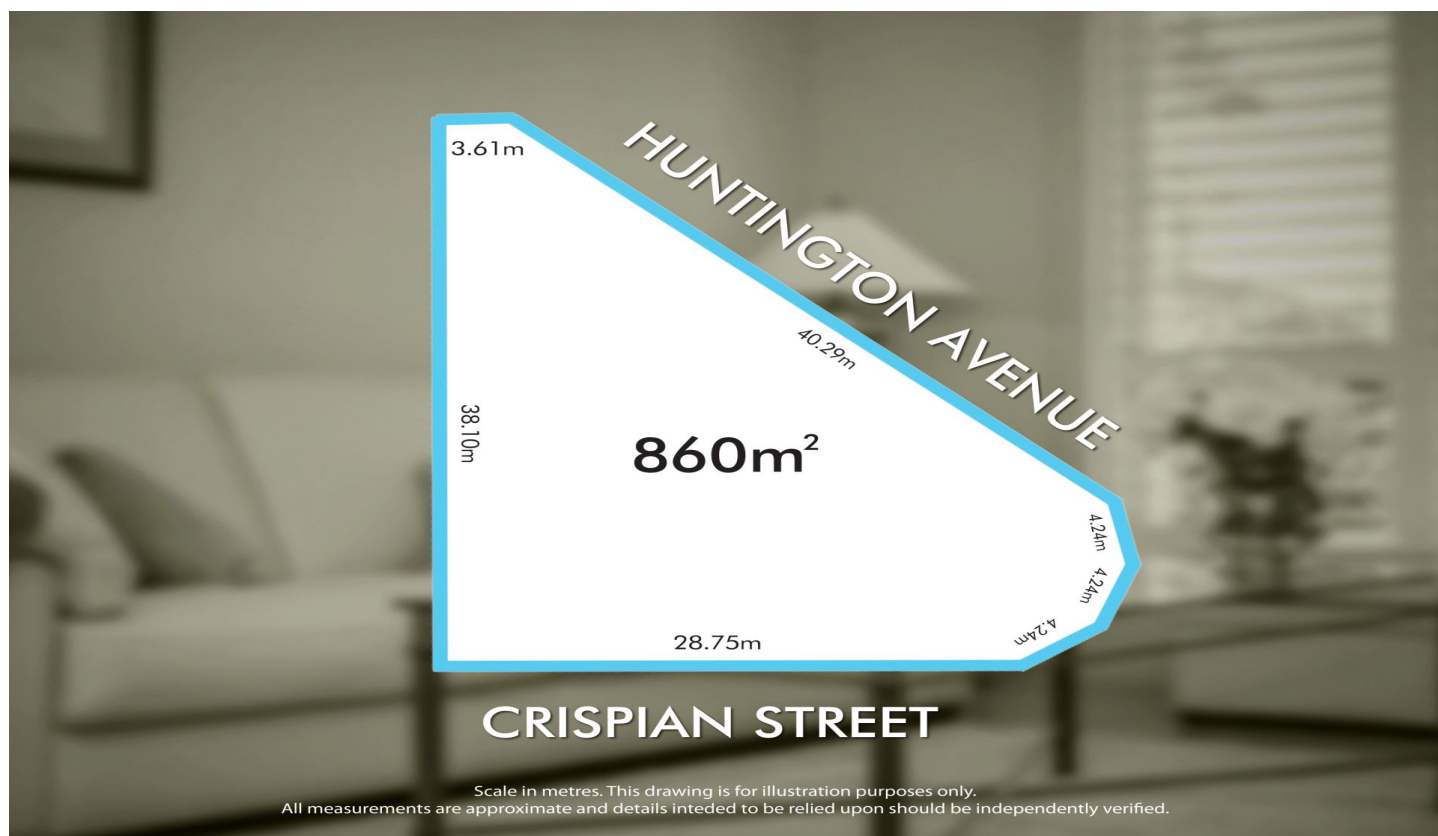 3.61m
HUNTINGTON AVENUE
40.29m
38.10m
860m²
4.24m
4.24m
4.24m
28.75m
CRISPIAN STREET
Scale in metres. This drawing is for illustration purposes only.
All measurements are approximate and details inteded to be relied upon should be independently verified.